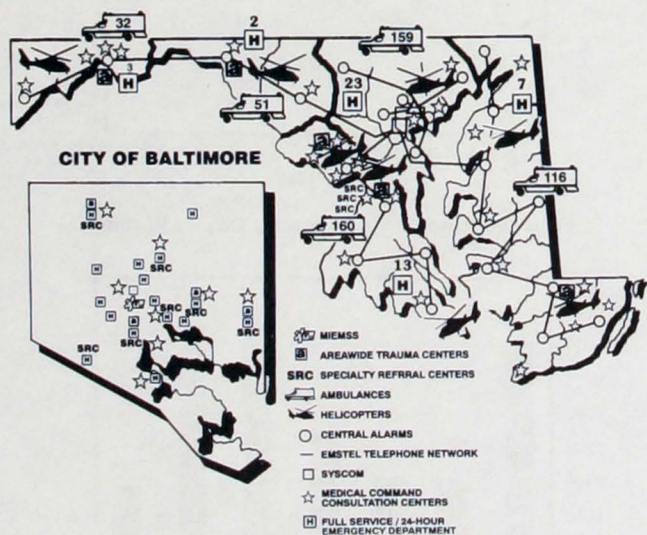 32
2
159
3
H
H
51
23
H
7
H
CITY OF BALTIMORE
116
SRC
SRC
SRC
160
13
H
H
H
SRC
H
SRC
H
H
H
H
SRC
H
H
SRC
H
H
H
H
H
SRC
SRC
SRC
H
H
MIEMSS
AREAWIDE TRAUMA CENTERS
SRC SPECIALTY REFRRAL CENTERS
AMBULANCES
HELICOPTERS
CENTRAL ALARMS
EMSTEL TELEPHONE NETWORK
SYSCOM
MEDICAL COMMAND
CONSULTATION CENTERS
H FULL SERVICE / 24-HOUR
EMERGENCY DEPARTMENT